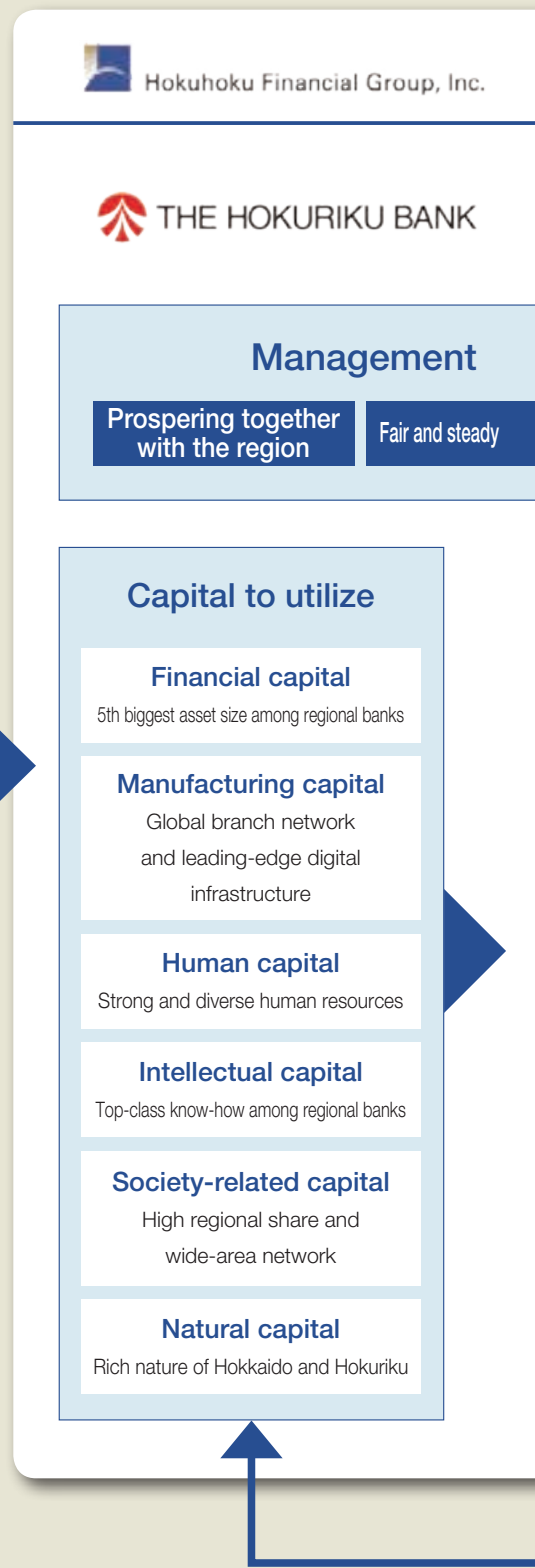 Hokuhoku Financial Group, Inc.
THE HOKURIKU BANK
Management
Prospering together
with the region
Fair and steady
Capital to utilize
Financial capital
5th biggest asset size among regional banks
Manufacturing capital
Global branch network
and leading-edge digital
infrastructure
Human capital
Strong and diverse human resources
Intellectual capital
Top-class know-how among regional banks
Society-related capital
High regional share and
wide-area network
Natural capital
Rich nature of Hokkaido and Hokuriku